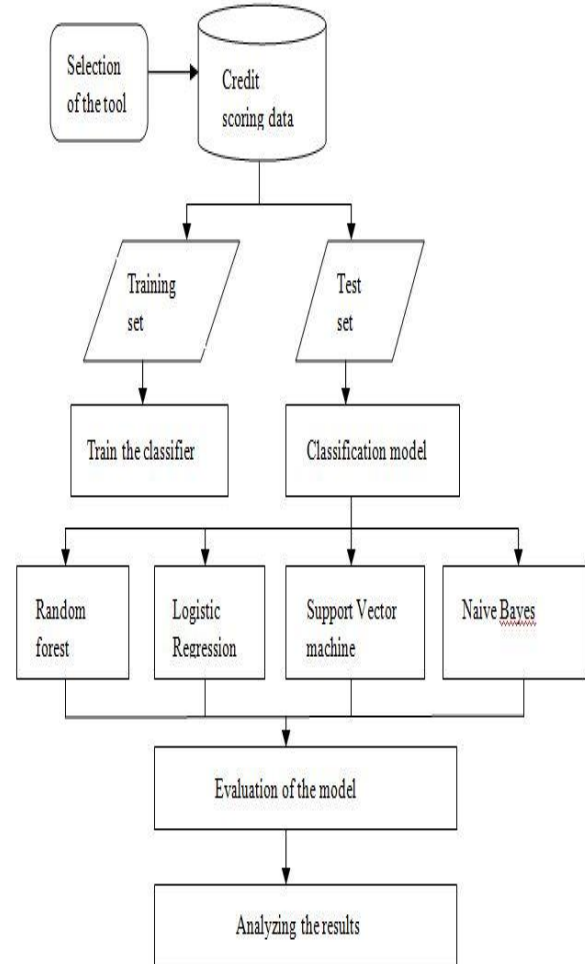 Selection
of the tool
Credit
scoring data
Training
set
Test
set
Train the classifier
Classification model
Random
forest
Logistic
Regression
Support Vector
machine
Naive Bayes
Evaluation of the model
Analyzing the results